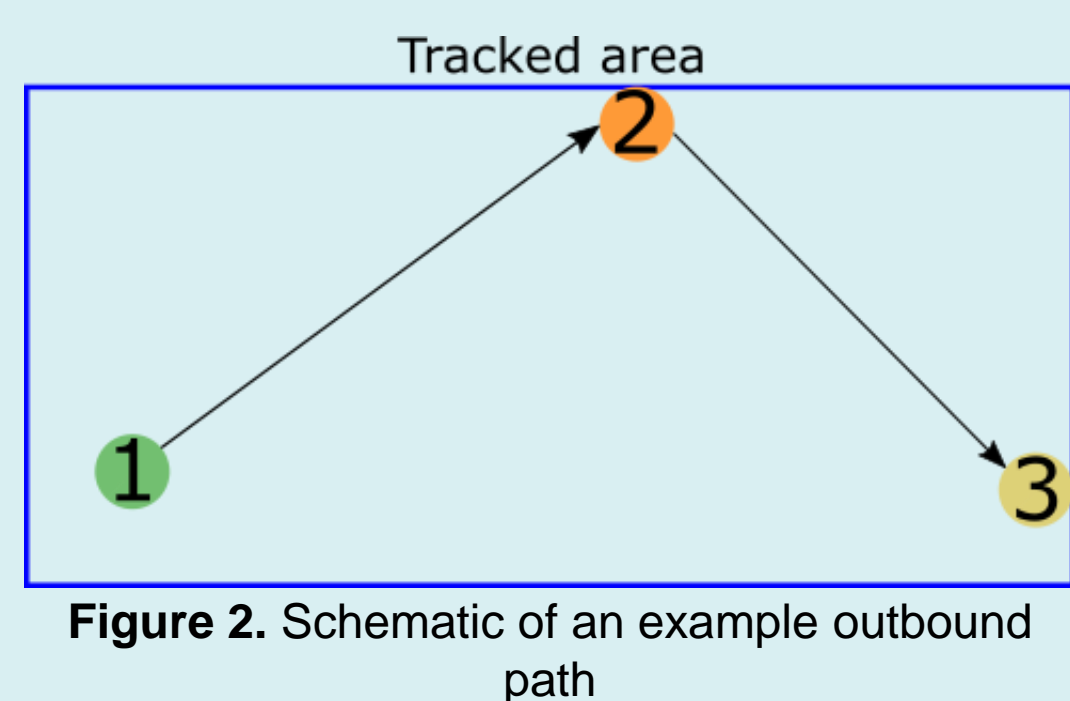 Tracked area
2
1
3
Figure 2. Schematic of an example outbound
path